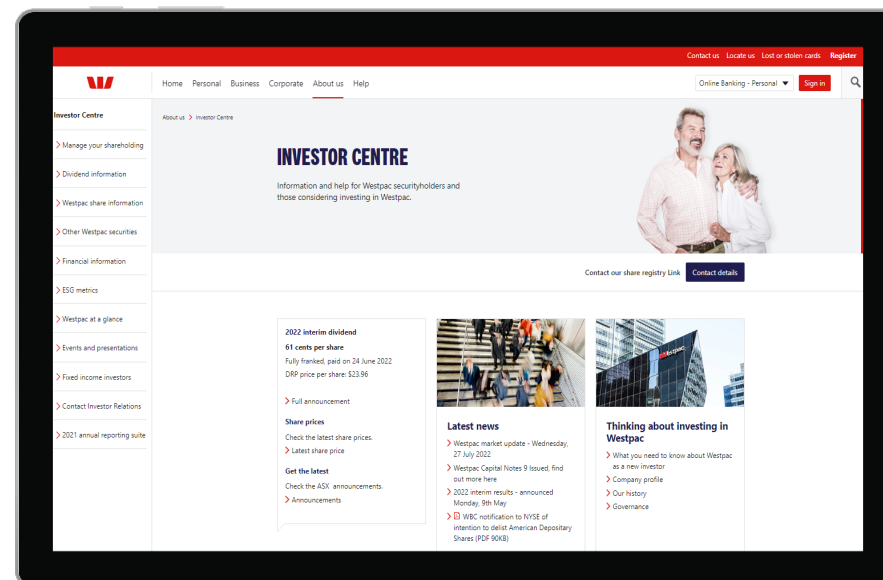 Contact us Locate us Lost or stolen cards Register
Home Personal Business Corporate About us Help
Online Banking - Personal Sign in
Investor Centre
Manage your shareholding
Dividend information
Westpac share information
Other Westpac securities
Financial information
ESG metrics
Westpac at a glance
Events and presentations
Fixed income investors
Contact Investor Relations
2021 annual reporting suite
About us > Investor Centre
INVESTOR CENTRE
Information and help for Westpac securityholders and
those considering investing in Westpac.
Contact our share registry Link Contact details
2022 interim dividend
61 cents per share
Fully franked, paid on 24 June 2022
DRP price per share: $23.96
Full announcement
Share prices
Check the latest share prices.
Latest share price
Get the latest
Check the ASX announcements.
Announcements
Latest news
Westpac market update - Wednesday,
27 July 2022
Westpac Capital Notes 9 Issued, find
out more here
2022 interim results - announced
Monday, 9th May
WBC notification to NYSE of
intention to delist American Depositary
Shares (PDF 90KB)
Westpac
Thinking about investing in
Westpac
What you need to know about Westpac
as a new investor
Company profile
Our history
Governance